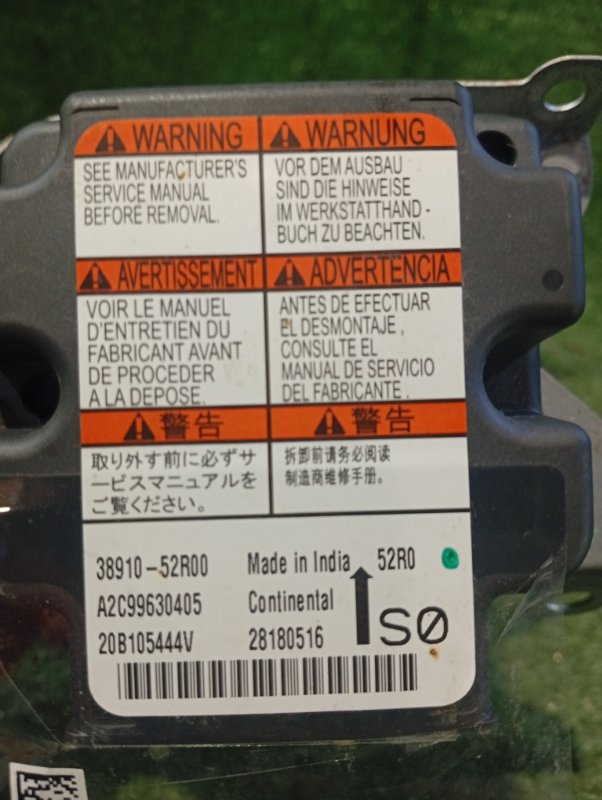 WARNING
SEE MANUFACTURER'S
SERVICE MANUAL
BEFORE REMOVAL.
WARNUNG
VOR DEM AUSBAU
SIND DIE HINWEISE
IM WERKSTATTHAND -
BUCH ZU BEACHTEN.
AVERTISSEMENT
VOIR LE MANUEL
D'ENTRETIEN DU
FABRICANT AVANT
DE PROCEDER
A LA DEPOSE.
ADVERTENCIA
ANTES DE EFECTUAR
EL DESMONTAJE ,
CONSULTE EL
MANUAL DE SERVICIO
DEL FABRICANTE .
警告
取り外す前に必ずサ
ービスマニュアルを
ご覧ください。
警告
拆卸前请务必阅读
制造商维修手册。
38910-52R00 Made in India 52R0
A2C99630405 Continental
20B105444V 28180516 S0